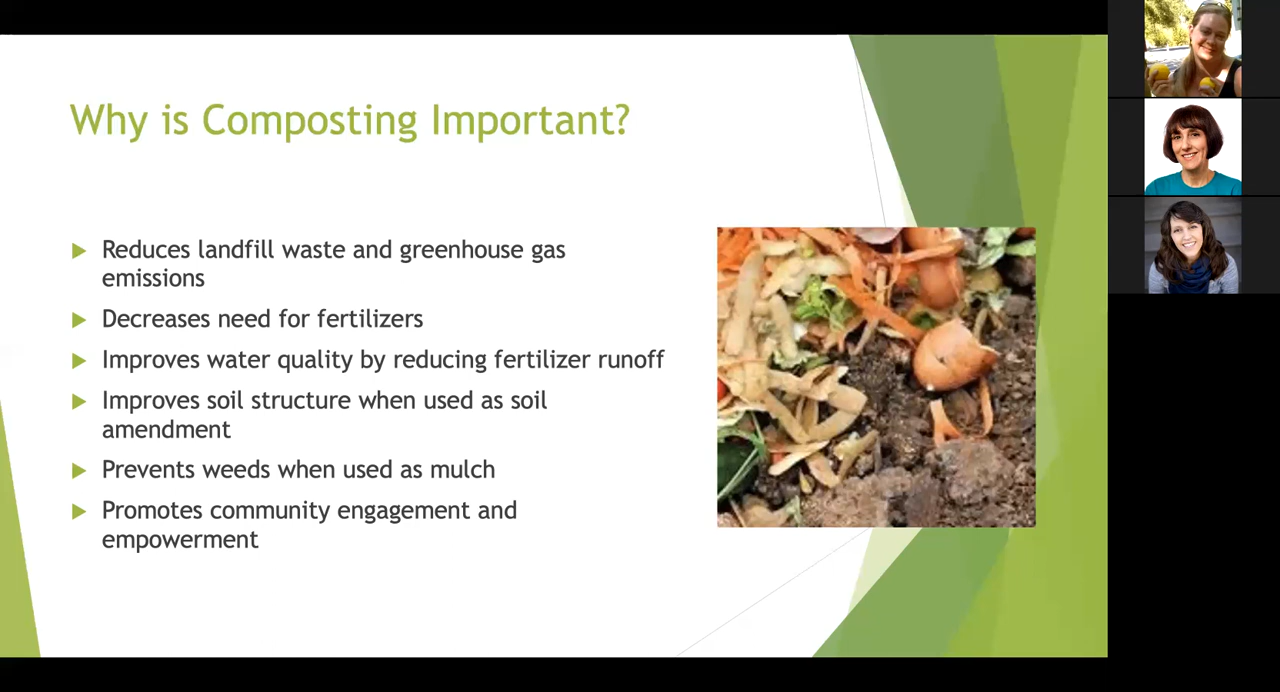 Why is Composting Important?
Reduces landfill waste and greenhouse gas
emissions
Decreases need for fertilizers
Improves water quality by reducing fertilizer runoff
Improves soil structure when used as soil
amendment
Prevents weeds when used as mulch
Promotes community engagement and
empowerment